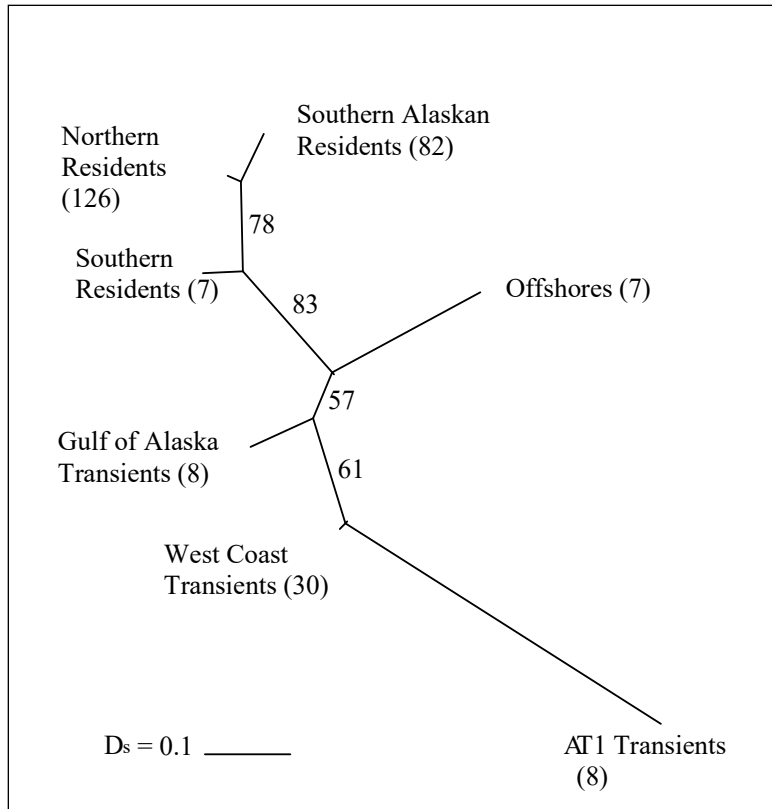 Southern Alaskan
Residents (82)
Northern
Residents
(126)
78
Southern
Residents (7)
83
Offshores (7)
57
Gulf of Alaska
Transients (8)
61
West Coast
Transients (30)
Ds = 0.1
AT1 Transients
(8)